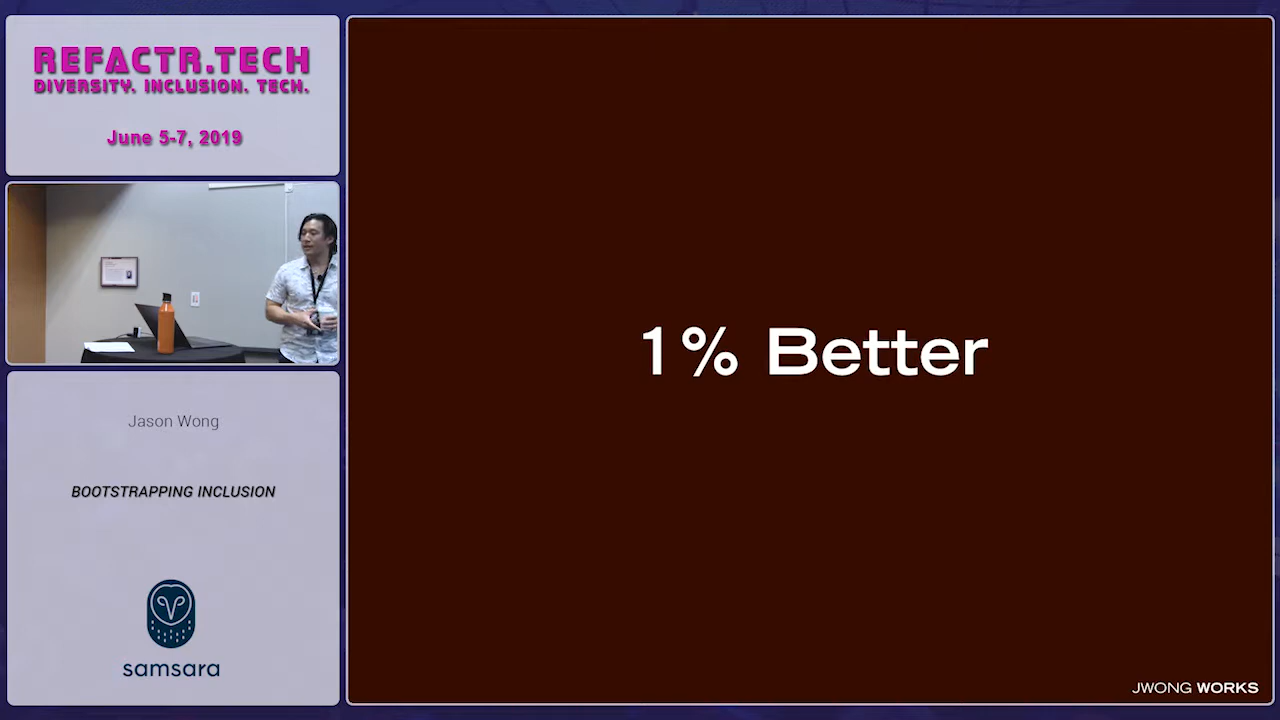 REFACTR.TECH
DIVERSITY. INCLUSION. TECH.
June 5-7, 2019
Jason Wong
BOOTSTRAPPING INCLUSION
samsara
1% Better
JWONG WORKS